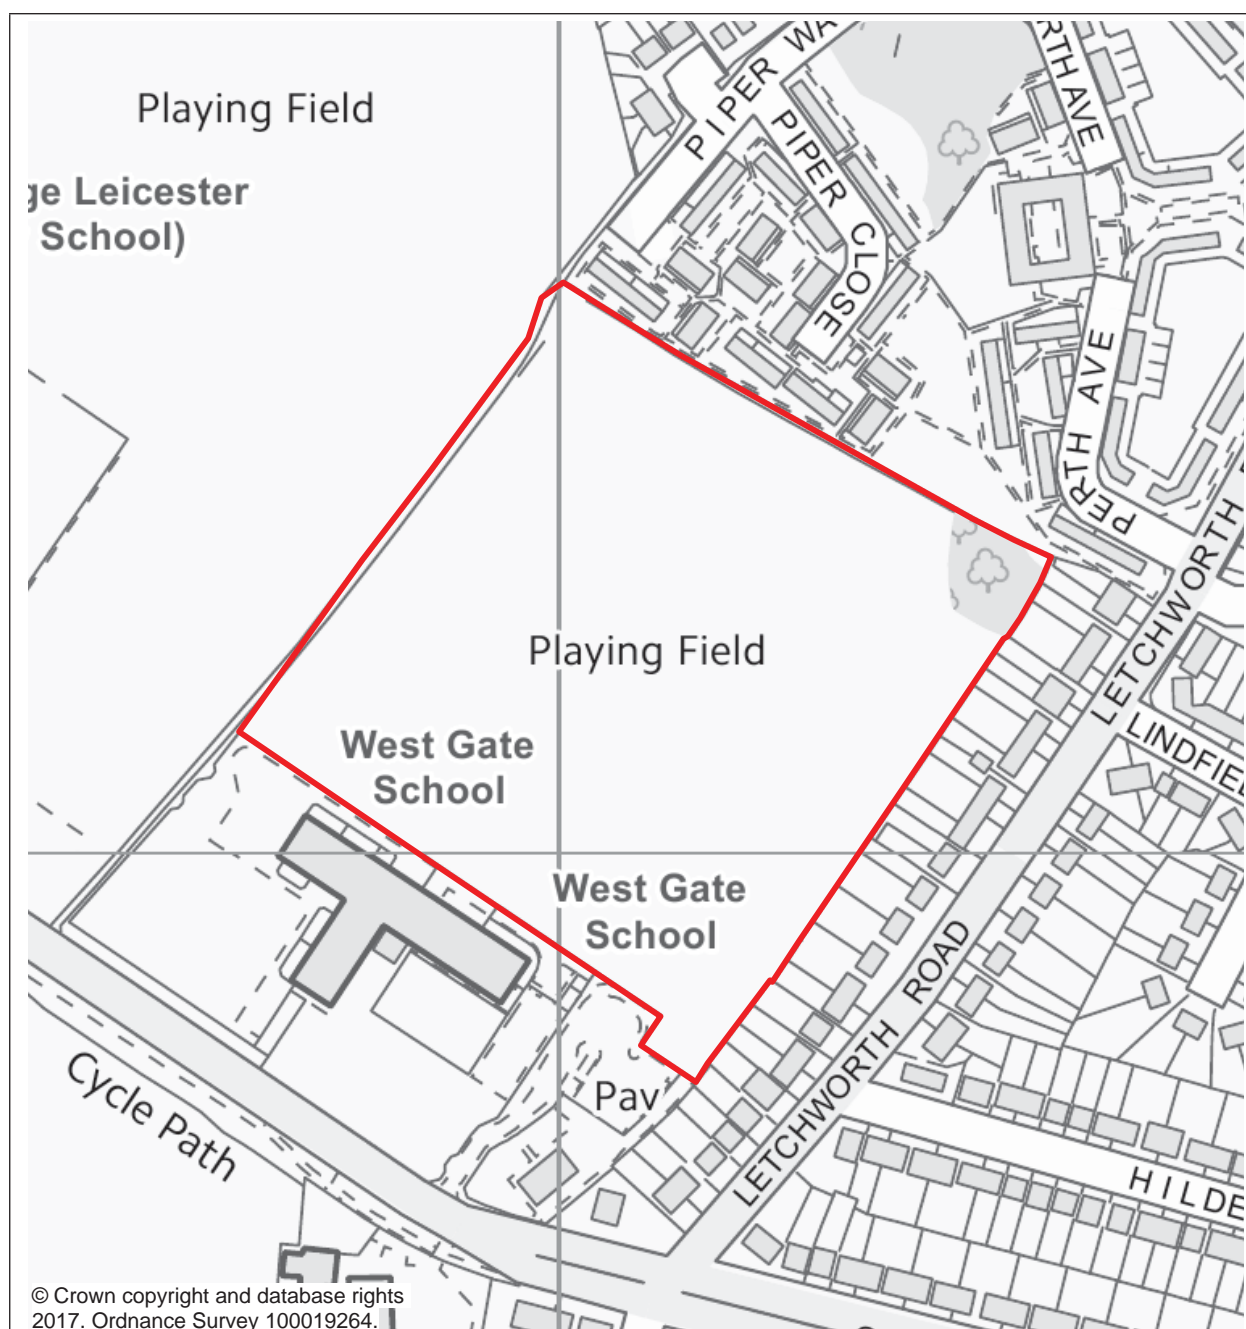 PIPER WA
RTH AVE
Playing Field
PIPER CLOSE
ge Leicester
School)
PERTH AVE
LETCHWORTH
Playing Field
LINDFIE
West Gate
School
West Gate
School
LETCHWORTH ROAD
Cycle Path
Pav
HILDE
© Crown copyright and database rights
2017. Ordnance Survey 100019264.